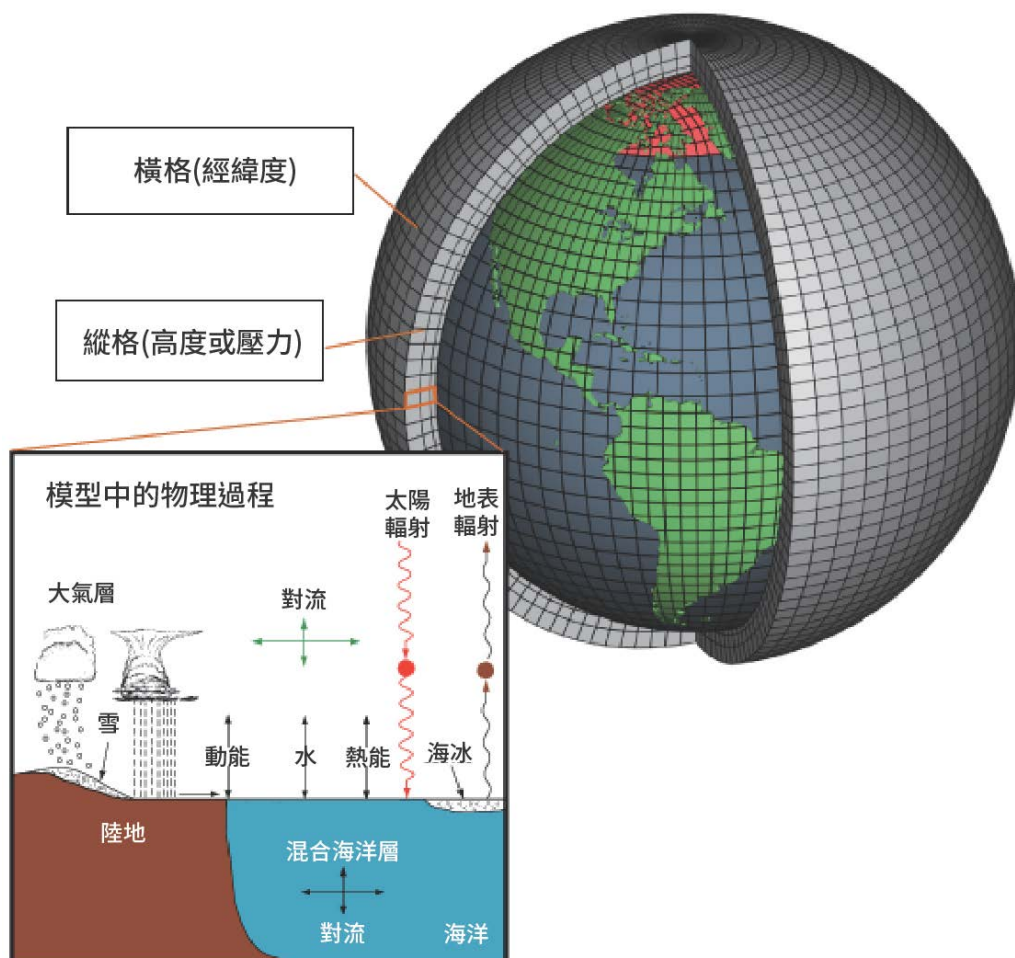 橫格(經緯度)
縱格(高度或壓力)
模型中的物理過程
太陽
輻射
地表
輻射
大氣層
對流
雪
動能
水
熱能
海冰
陸地
混合海洋層
對流
海洋